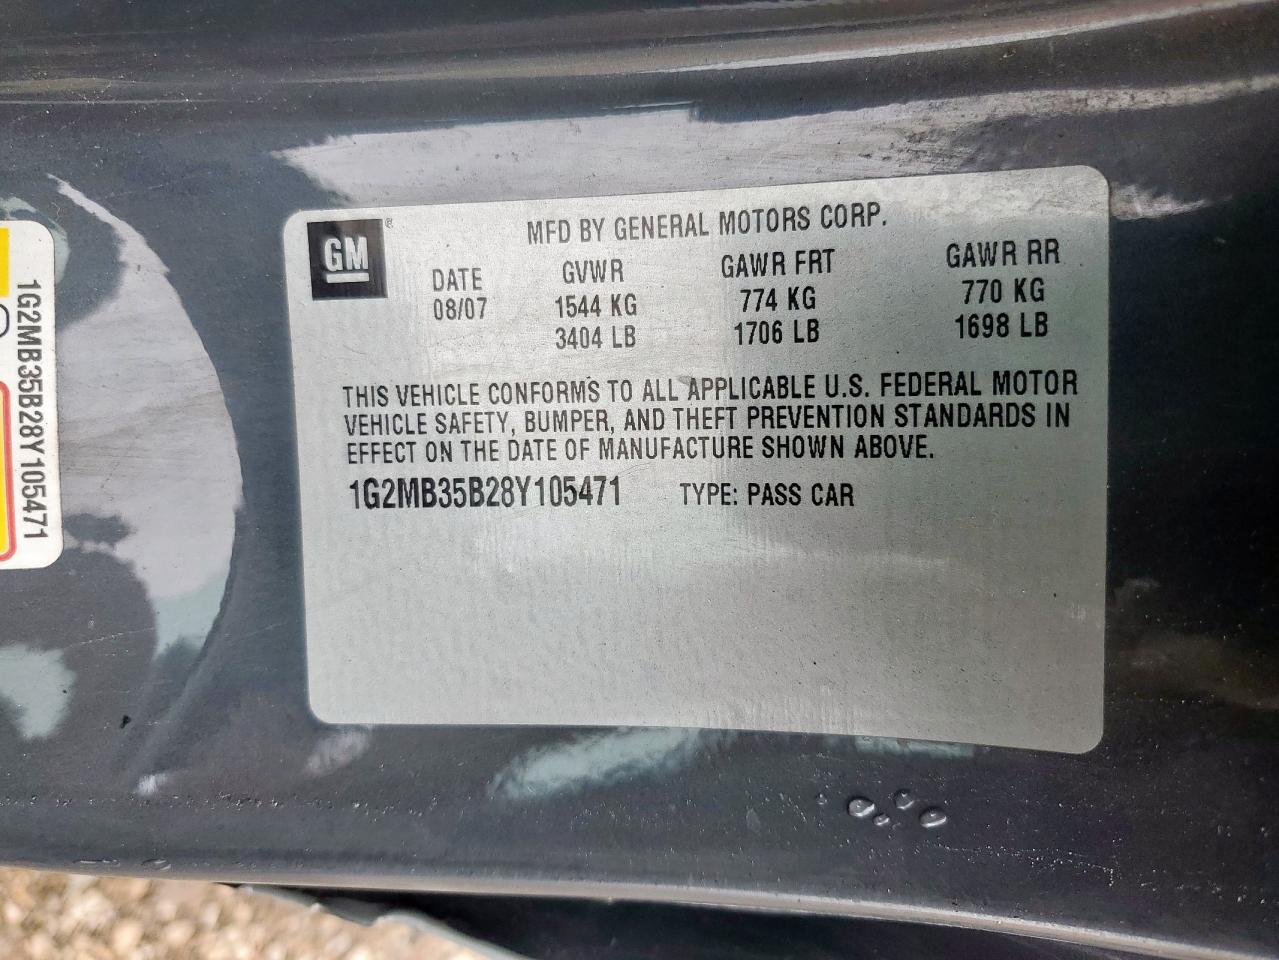 GM
®
MFD BY GENERAL MOTORS CORP.
DATE GVWR GAWR FRT GAWR RR
08/07 1544 KG 774 KG 770 KG
3404 LB 1706 LB 1698 LB
THIS VEHICLE CONFORMS TO ALL APPLICABLE U.S. FEDERAL MOTOR
VEHICLE SAFETY, BUMPER, AND THEFT PREVENTION STANDARDS IN
EFFECT ON THE DATE OF MANUFACTURE SHOWN ABOVE.
1G2MB35B28Y105471 TYPE: PASS CAR
1G2MB35B28Y105471